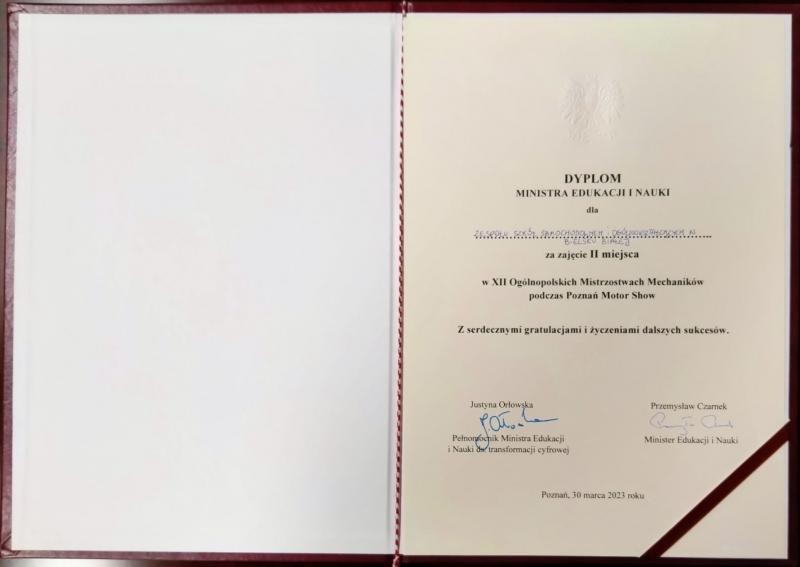 DYPLOM
MINISTRA EDUKACJI I NAUKI
dla
ZESPOŁU SZKÓŁ SAMOCHODOWYCH i OGÓLNOKSZTAŁCĄCYCH W
BIELSKU BIAŁEJ
za zajęcie II miejsca
w XII Ogólnopolskich Mistrzostwach Mechaników
podczas Poznań Motor Show
Z serdecznymi gratulacjami i życzeniami dalszych sukcesów.
Justyna Orłowska
Pełnomocnik Ministra Edukacji
i Nauki ds. transformacji cyfrowej
Przemysław Czarnek
Minister Edukacji i Nauki
Poznań, 30 marca 2023 roku